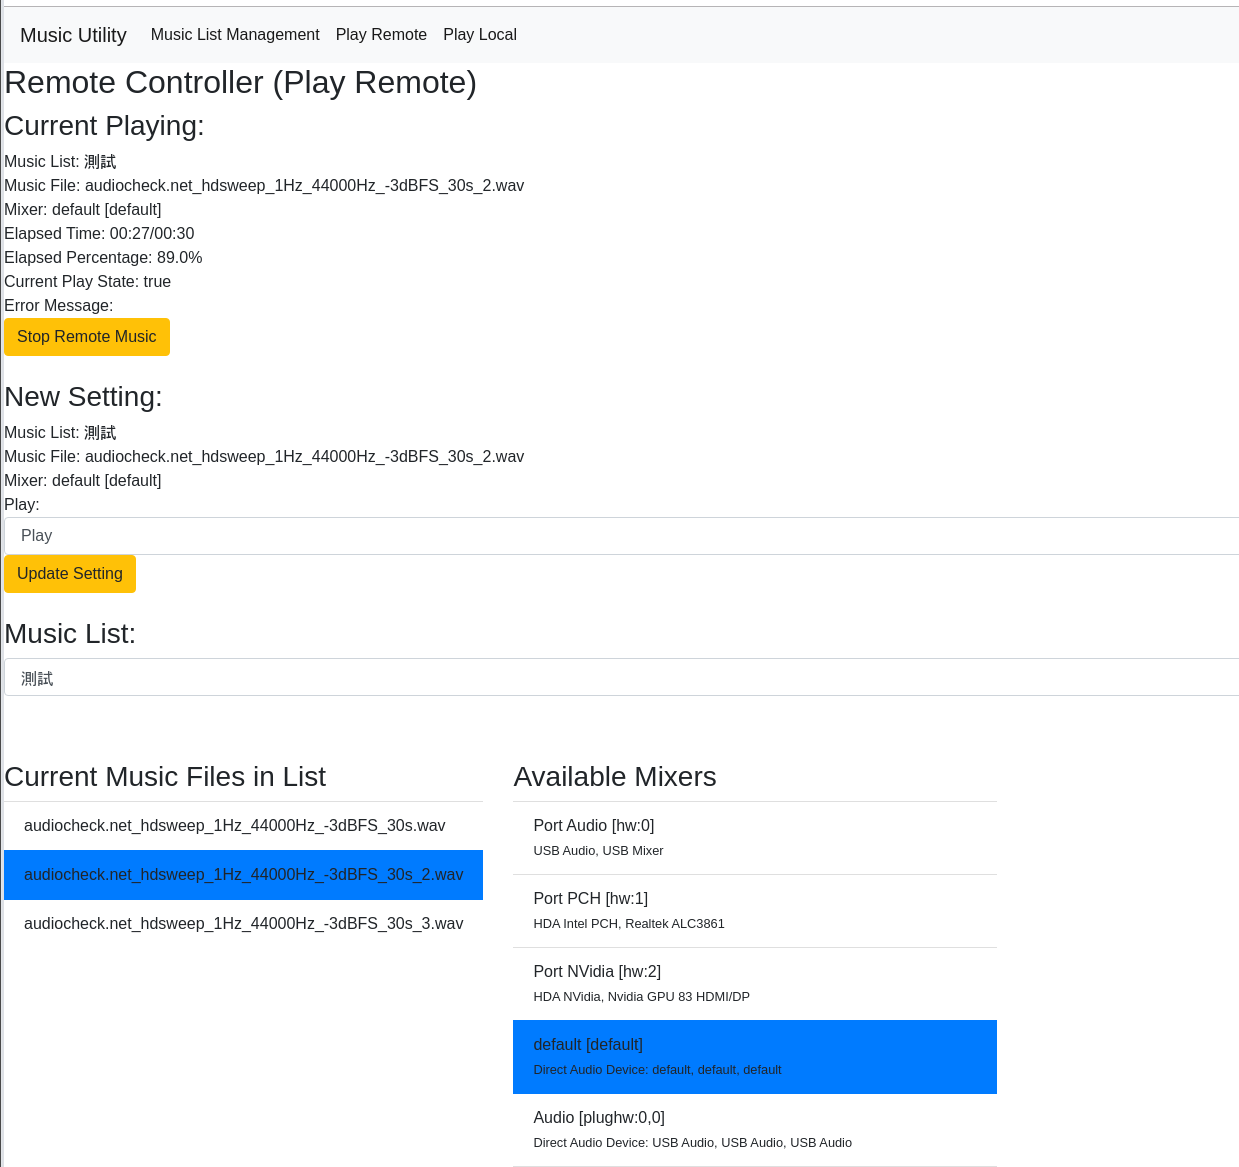 Music Utility Music List Management Play Remote Play Local
Remote Controller (Play Remote)
Current Playing:
Music List: 測試
Music File: audiocheck.net_hdsweep_1Hz_44000Hz_-3dBFS_30s_2.wav
Mixer: default [default]
Elapsed Time: 00:27/00:30
Elapsed Percentage: 89.0%
Current Play State: true
Error Message:
Stop Remote Music
New Setting:
Music List: 測試
Music File: audiocheck.net_hdsweep_1Hz_44000Hz_-3dBFS_30s_2.wav
Mixer: default [default]
Play:
Play
Update Setting
Music List:
測試
Current Music Files in List
audiocheck.net_hdsweep_1Hz_44000Hz_-3dBFS_30s.wav
audiocheck.net_hdsweep_1Hz_44000Hz_-3dBFS_30s_2.wav
audiocheck.net_hdsweep_1Hz_44000Hz_-3dBFS_30s_3.wav
Available Mixers
Port Audio [hw:0]
USB Audio, USB Mixer
Port PCH [hw:1]
HDA Intel PCH, Realtek ALC3861
Port NVidia [hw:2]
HDA NVidia, Nvidia GPU 83 HDMI/DP
default [default]
Direct Audio Device: default, default, default
Audio [plughw:0,0]
Direct Audio Device: USB Audio, USB Audio, USB Audio